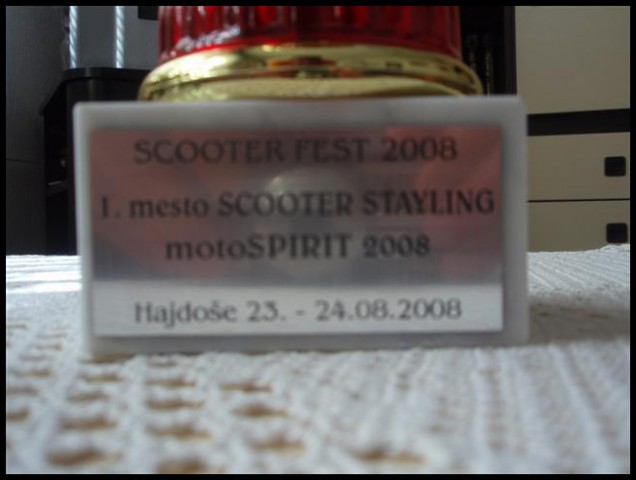 SCOOTER FEST 2008
1. mesto SCOOTER STAYLING
motoSPIRIT 2008
Hajdoše 23. - 24.08.2008